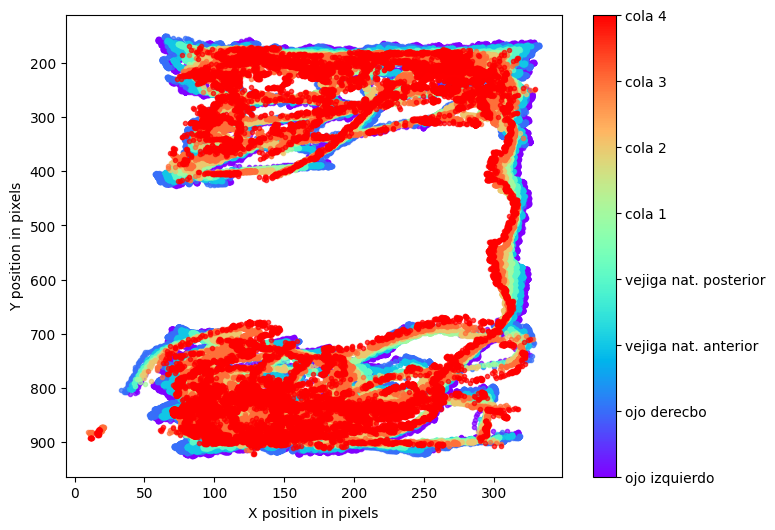 200
300
400
500
600
700
800
900
Y position in pixels
0 50 100 150 200 250 300
X position in pixels
cola 4
cola 3
cola 2
cola 1
vejiga nat. posterior
vejiga nat. anterior
ojo derecbo
ojo izquierdo